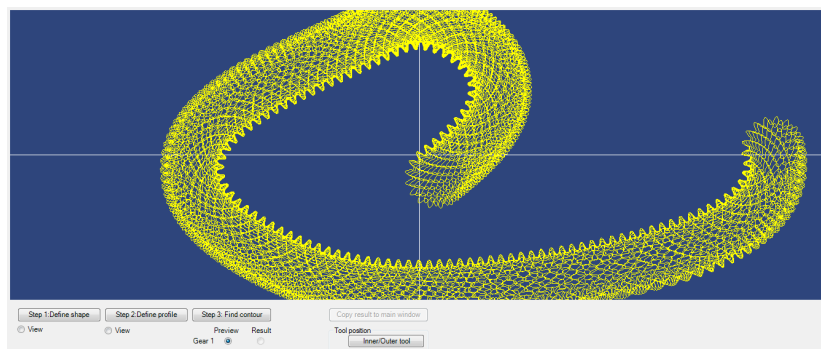 Step 1:Define shape Step 2:Define profile Step 3: Find contour Copy result to main window
View View Preview Result Tool position
Gear 1 Inner/Outer tool